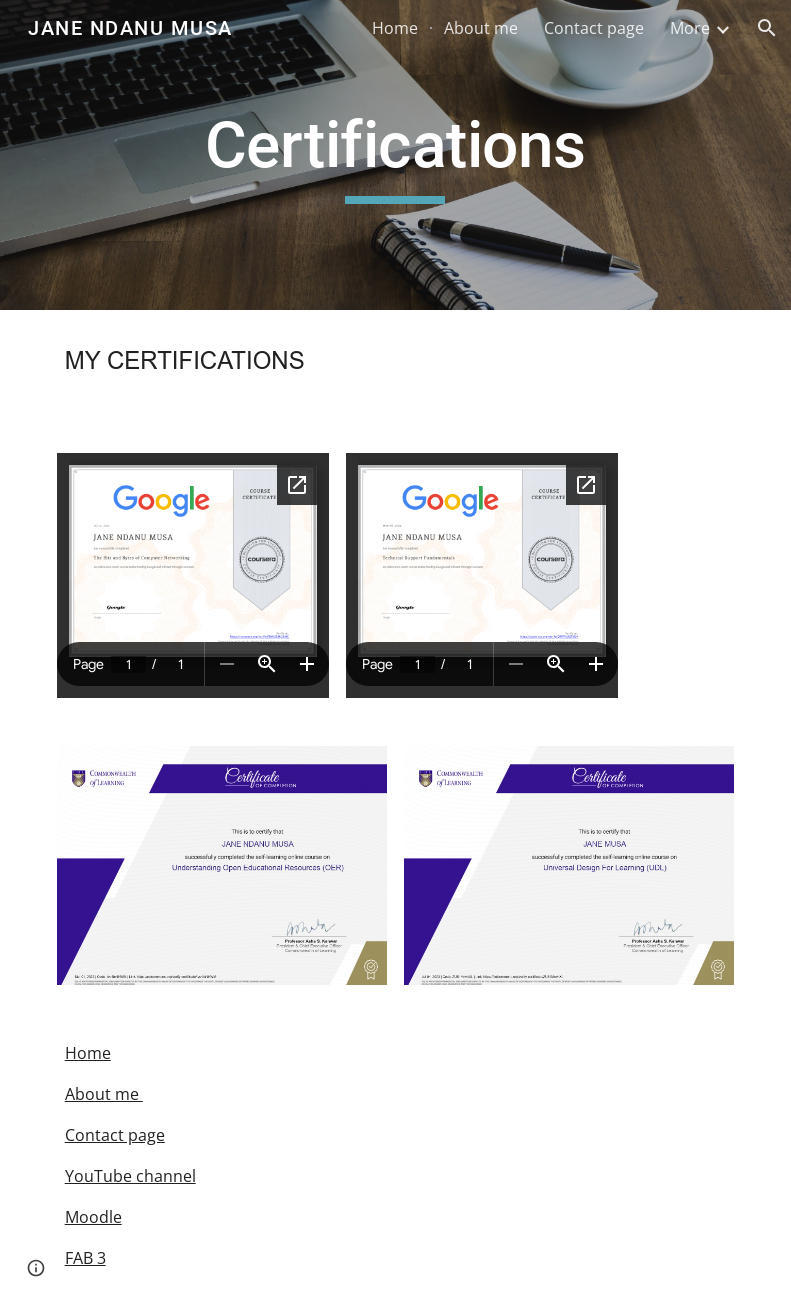 JANE NDANU MUSA
Home
About me
Contact page
More
Certifications
MY CERTIFICATIONS
Google
COURSE
CERTIFICATE
JANE NDANU MUSA
has successfully completed
The Bits and Bytes of Computer Networking
coursera
Google
Page 1 / 1
Google
COURSE
CERTIFICATE
JANE NDANU MUSA
has successfully completed
Technical Support Fundamentals
coursera
Google
Page 1 / 1
COMMONWEALTH
of LEARNING
Certificate
OF COMPLETION
This is to certify that
JANE NDANU MUSA
successfully completed the self-learning online course on
Understanding Open Educational Resources (OER)
Professor Asha S. Kanwar
President & Chief Executive Officer
Commonwealth of Learning
COMMONWEALTH
of LEARNING
Certificate
OF COMPLETION
This is to certify that
JANE MUSA
successfully completed the self-learning online course on
Universal Design For Learning (UDL)
Professor Asha S. Kanwar
President & Chief Executive Officer
Commonwealth of Learning
Home
About me
Contact page
YouTube channel
Moodle
FAB 3